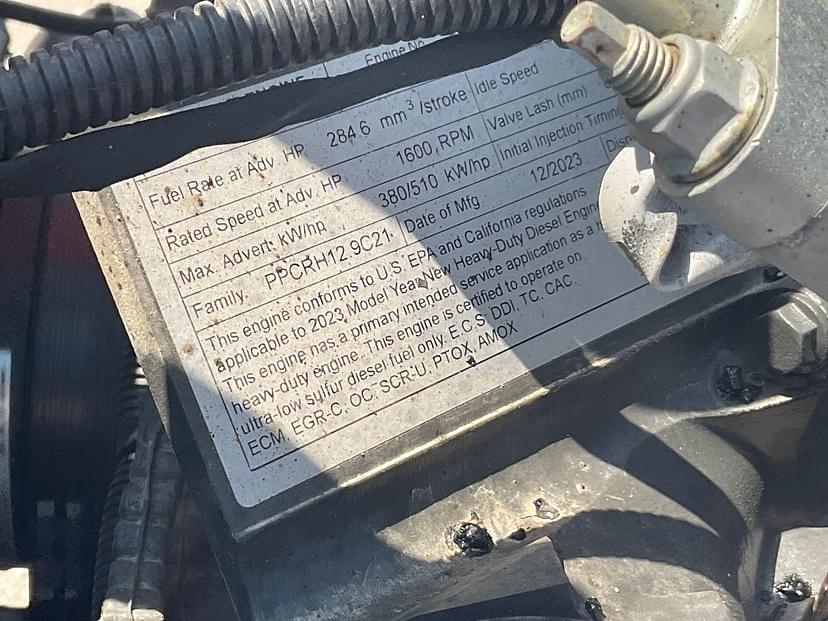 Engine No
Fuel Rate at Adv. HP 284.6 mm³/stroke Idle Speed
Rated Speed at Adv. HP 1600 RPM Valve Lash (mm)
Max. Advert. kW/hp 380/510 kW/hp Initial Injection Timing
Family: PPCRH12.9C21 Date of Mfg 12/2023
This engine conforms to U.S. EPA and California regulations
applicable to 2023 Model Year New Heavy-Duty Diesel
This engine has a primary intended service application as a
heavy-duty engine. This engine is certified to operate on
ultra-low sulfur diesel fuel only. E.C.S: DDI, TC, CAC,
ECM, EGR-C, OC, SCR-U, PTOX, AMOX